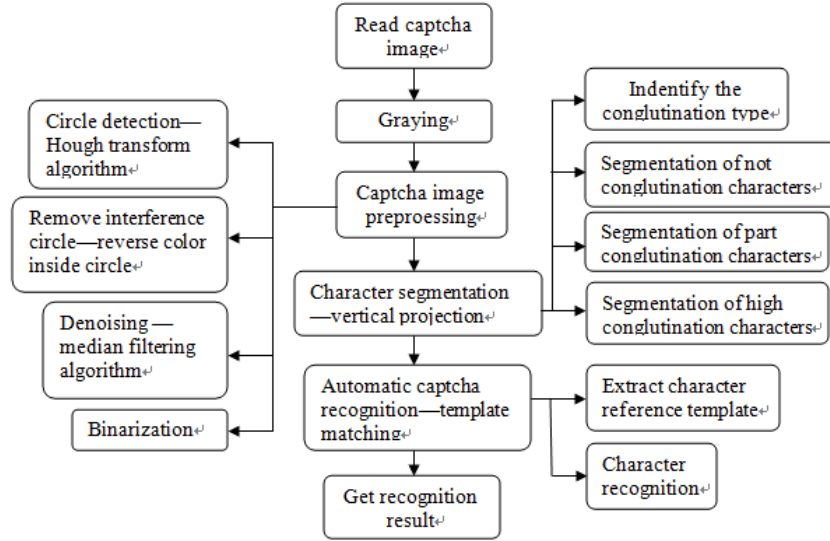 Read captcha
image
Graying
Captcha image
preproessing
Character segmentation
—vertical projection
Automatic captcha
recognition—template
matching
Get recognition
result
Circle detection—
Hough transform
algorithm
Remove interference
circle—reverse color
inside circle
Denoising —
median filtering
algorithm
Binarization
Indentify the
conglutination type
Segmentation of not
conglutination characters
Segmentation of part
conglutination characters
Segmentation of high
conglutination characters
Extract character
reference template
Character
recognition